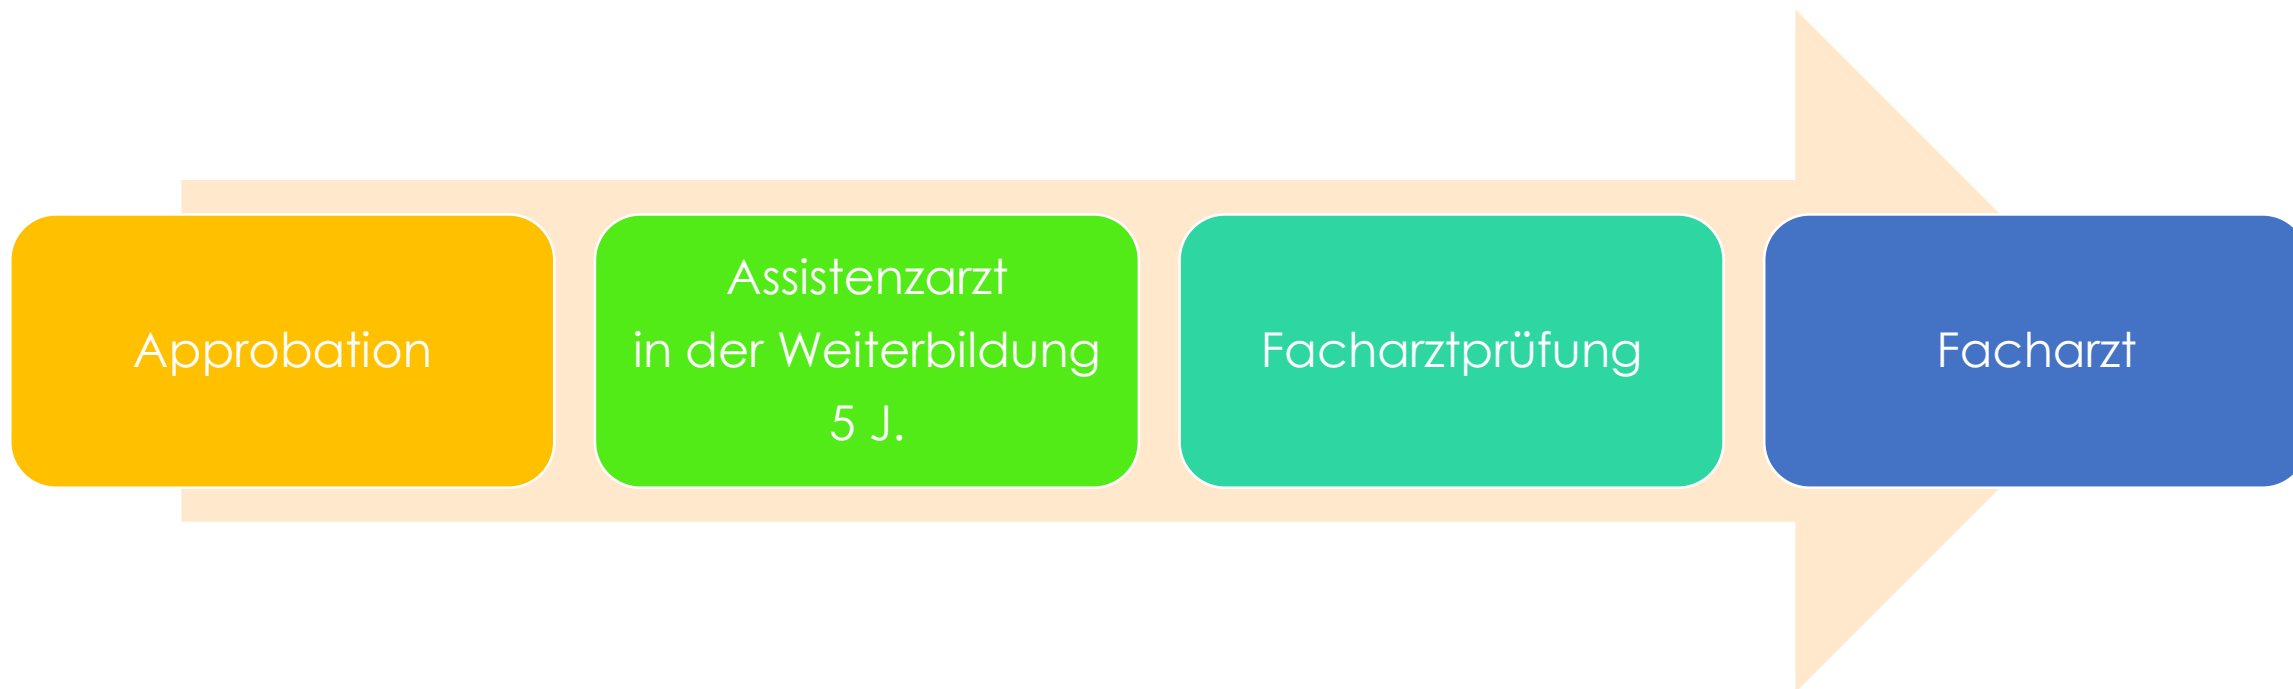 Approbation
Assistenzarzt
in der Weiterbildung
5 J.
Facharztprüfung
Facharzt